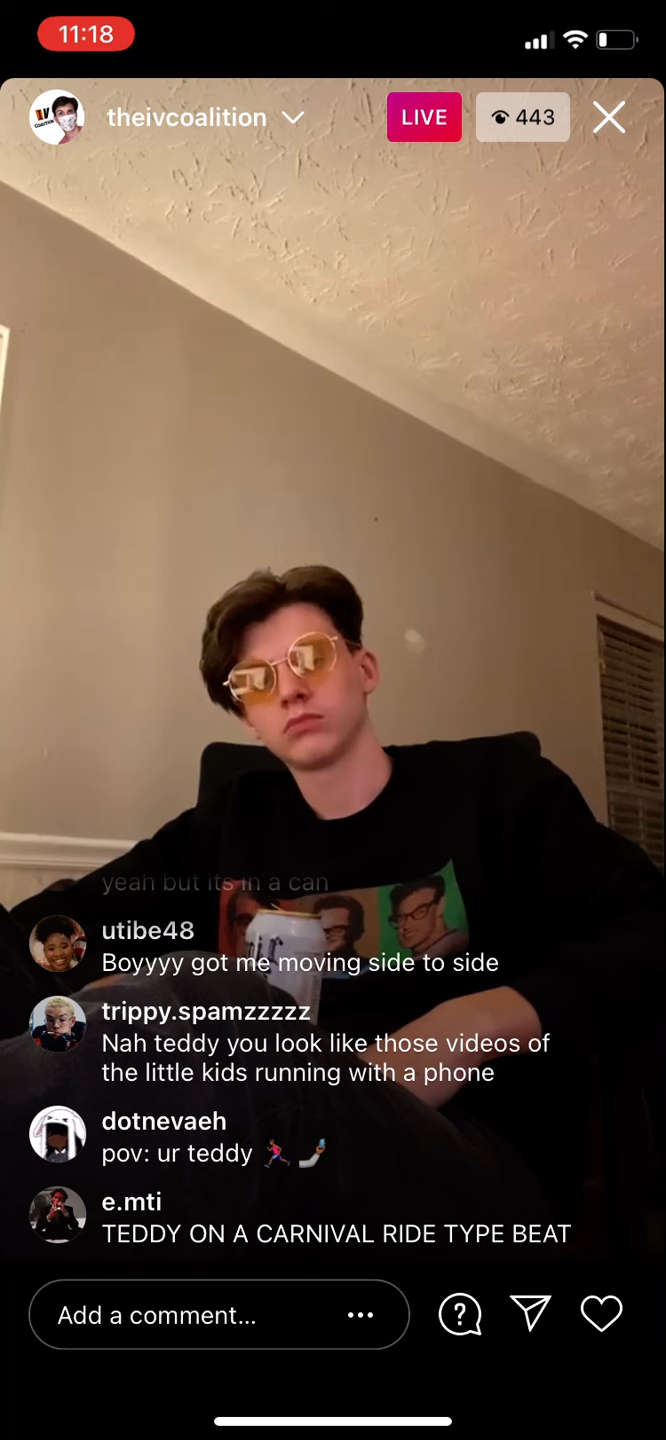 11:18
theivcoalition
LIVE
443
yeah but its in a can
utibe48
Boyyyy got me moving side to side
trippy.spamzzzzz
Nah teddy you look like those videos of
the little kids running with a phone
dotnevaeh
pov: ur teddy 🏃🏾‍♀️🤳
e.mti
TEDDY ON A CARNIVAL RIDE TYPE BEAT
Add a comment...